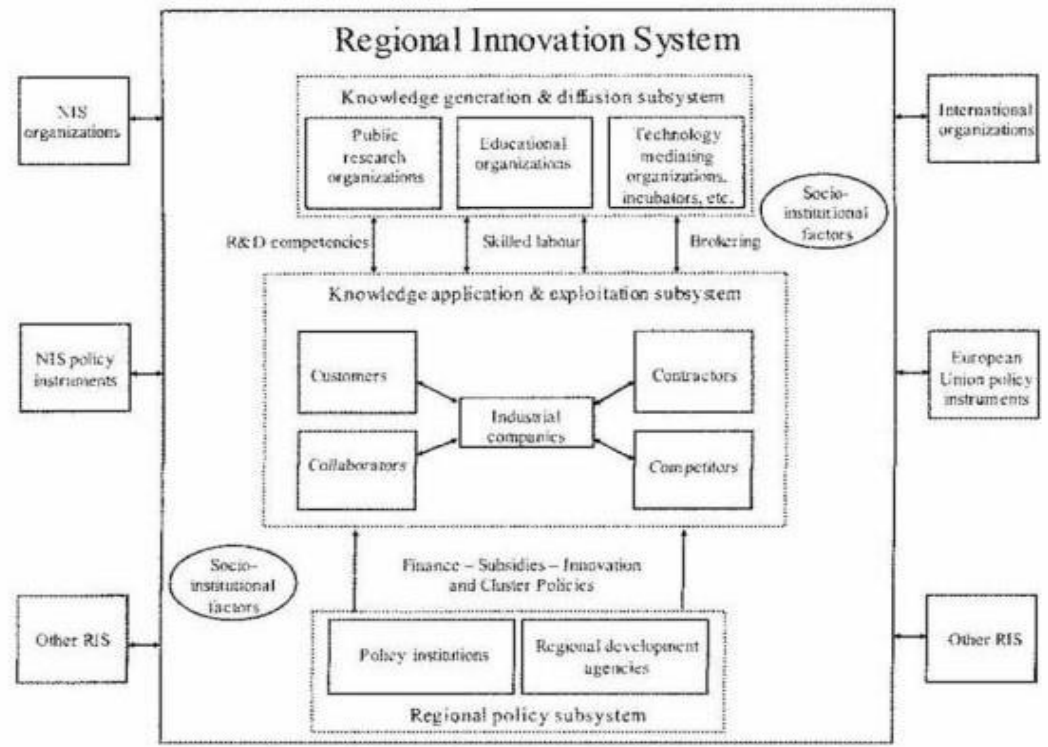 Regional Innovation System
Knowledge generation & diffusion subsystem
NIS
organizations
Public
research
organizations
Educational
organizations
Technology
mediating
organizations,
incubators, etc.
International
organizations
Socio-
institutional
factors
R&D competencies
Skilled labour
Brokering
Knowledge application & exploitation subsystem
NIS policy
instruments
Customers
Contractors
European
Union policy
instruments
Industrial
companies
Collaborators
Competitors
Socio-
institutional
factors
Finance – Subsidies – Innovation
and Cluster Policies
Other RIS
Policy institutions
Regional development
agencies
Other RIS
Regional policy subsystem